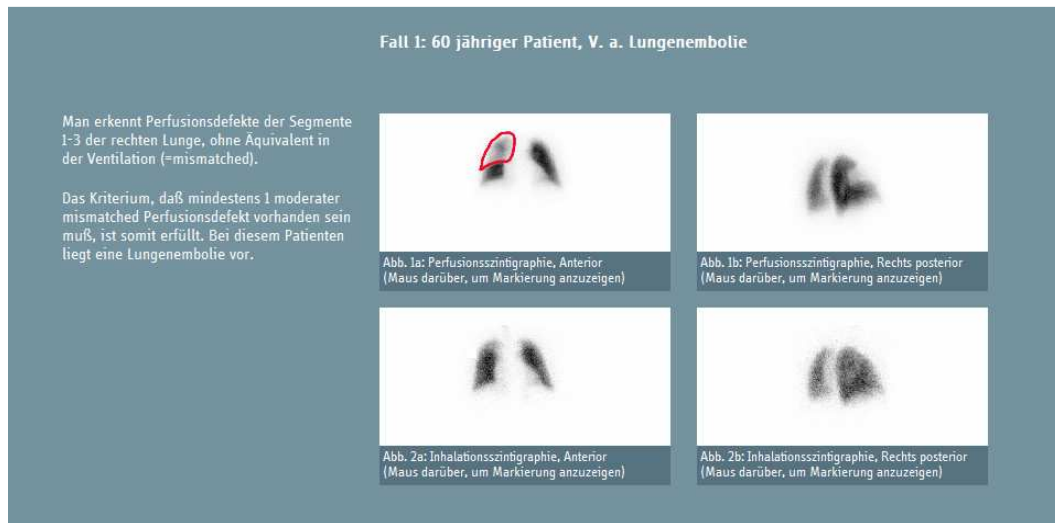 Fall 1: 60 jähriger Patient, V. a. Lungenembolie
Man erkennt Perfusionsdefekte der Segmente
1-3 der rechten Lunge, ohne Äquivalent in
der Ventilation (=mismatched).
Das Kriterium, daß mindestens 1 moderater
mismatched Perfusionsdefekt vorhanden sein
muß, ist somit erfüllt. Bei diesem Patienten
liegt eine Lungenembolie vor.
Abb. 1a: Perfusionsszintigraphie, Anterior
(Maus darüber, um Markierung anzuzeigen)
Abb. 1b: Perfusionsszintigraphie, Rechts posterior
(Maus darüber, um Markierung anzuzeigen)
Abb. 2a: Inhalationsszintigraphie, Anterior
(Maus darüber, um Markierung anzuzeigen)
Abb. 2b: Inhalationsszintigraphie, Rechts posterior
(Maus darüber, um Markierung anzuzeigen)